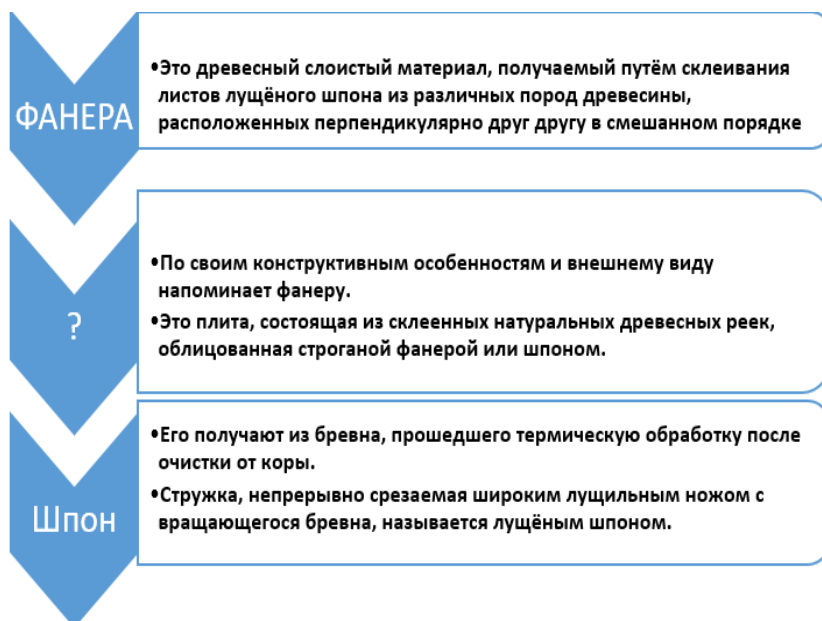 ФАНЕРА
•Это древесный слоистый материал, получаемый путём склеивания
листов лущёного шпона из различных пород древесины,
расположенных перпендикулярно друг другу в смешанном порядке
?
•По своим конструктивным особенностям и внешнему виду
напоминает фанеру.
•Это плита, состоящая из склеенных натуральных древесных реек,
облицованная строганой фанерой или шпоном.
Шпон
•Его получают из бревна, прошедшего термическую обработку после
очистки от коры.
•Стружка, непрерывно срезаемая широким лущильным ножом с
вращающегося бревна, называется лущёным шпоном.